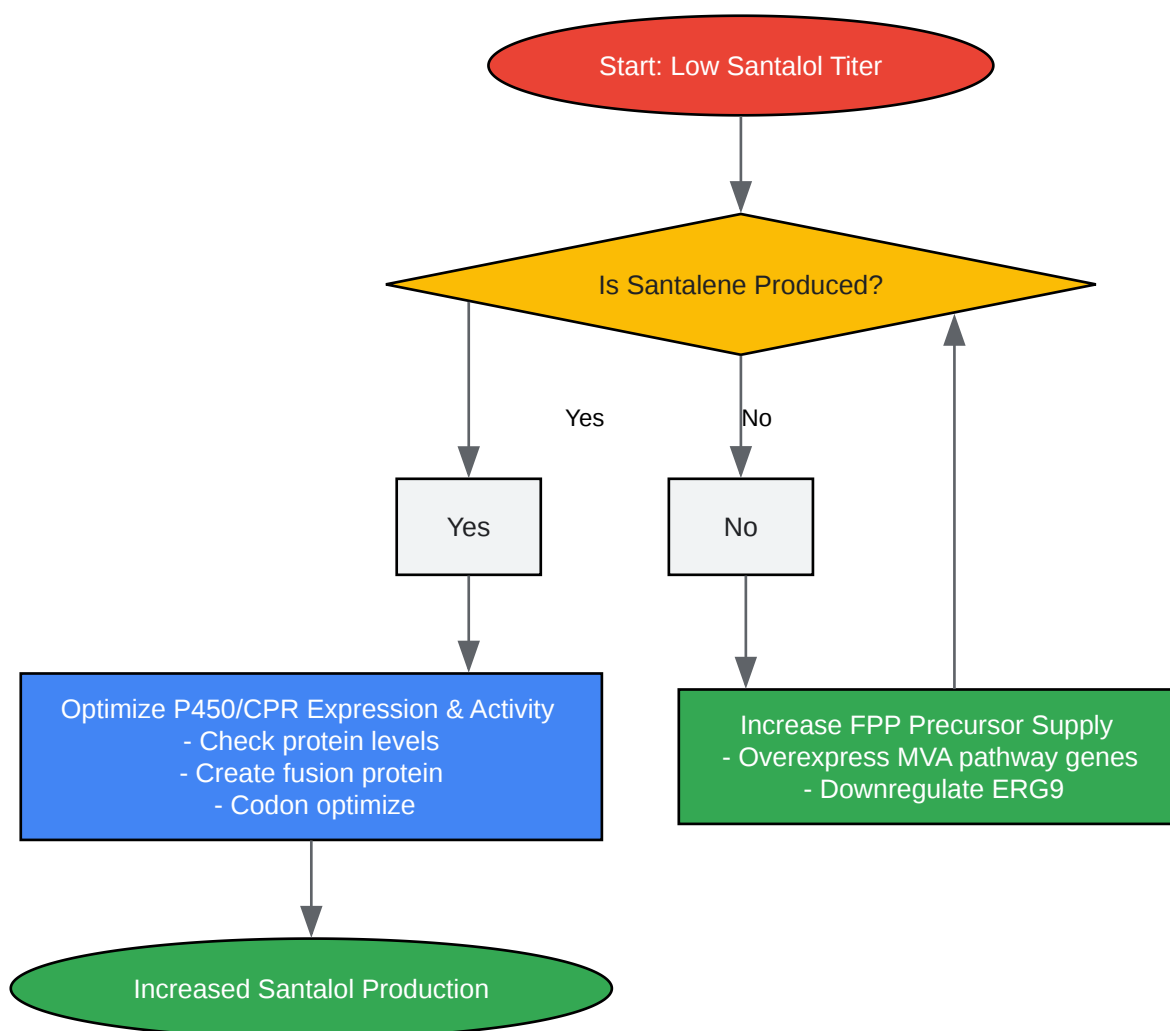 Start: Low Santalol Titer
Is Santalene Produced?
Yes
No
Yes
No
Optimize P450/CPR Expression & Activity
- Check protein levels
- Create fusion protein
- Codon optimize
Increase FPP Precursor Supply
- Overexpress MVA pathway genes
- Downregulate ERG9
Increased Santalol Production